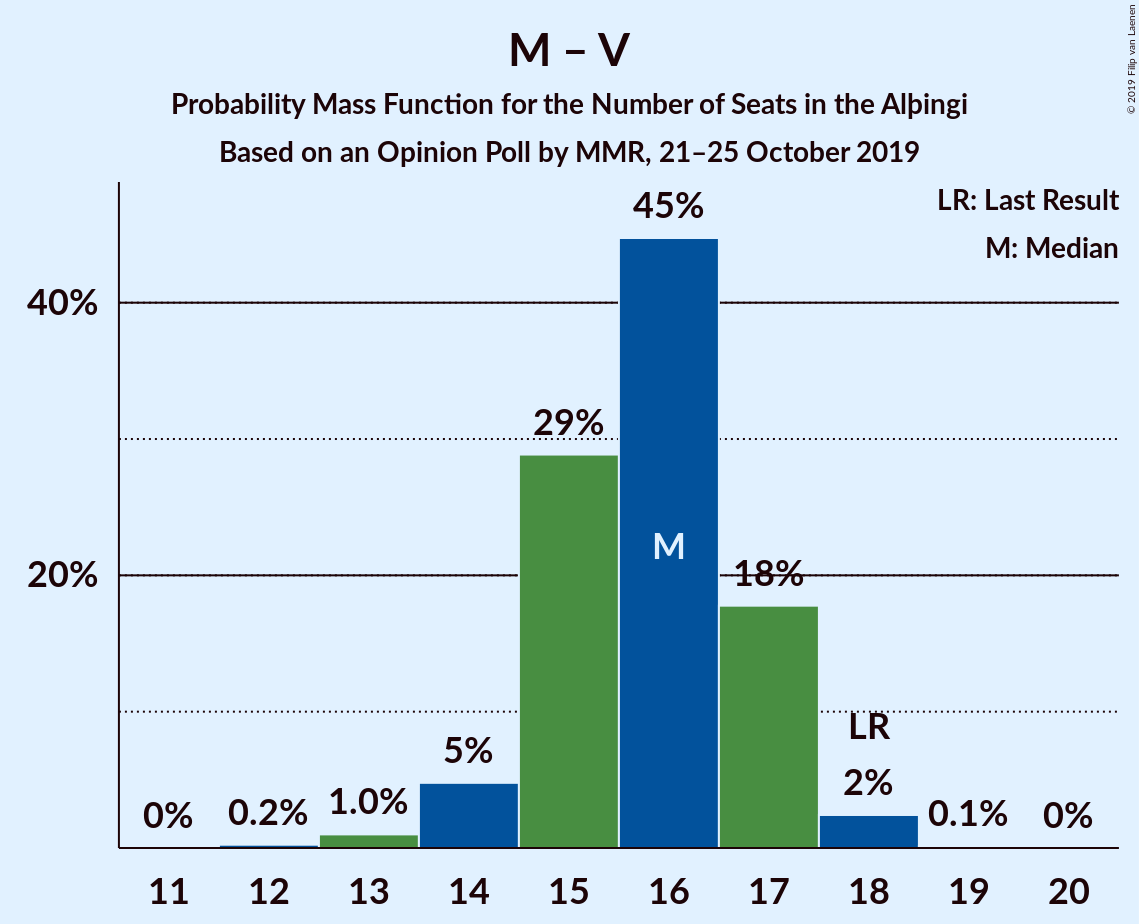 M – V
Probability Mass Function for the Number of Seats in the Alþingi
Based on an Opinion Poll by MMR, 21–25 October 2019
© 2019 Filip van Laenen
LR: Last Result
M: Median
40%
20%
0%
0.2%
1.0%
5%
29%
45%
M
18%
LR
2%
0.1%
0%
11 12 13 14 15 16 17 18 19 20